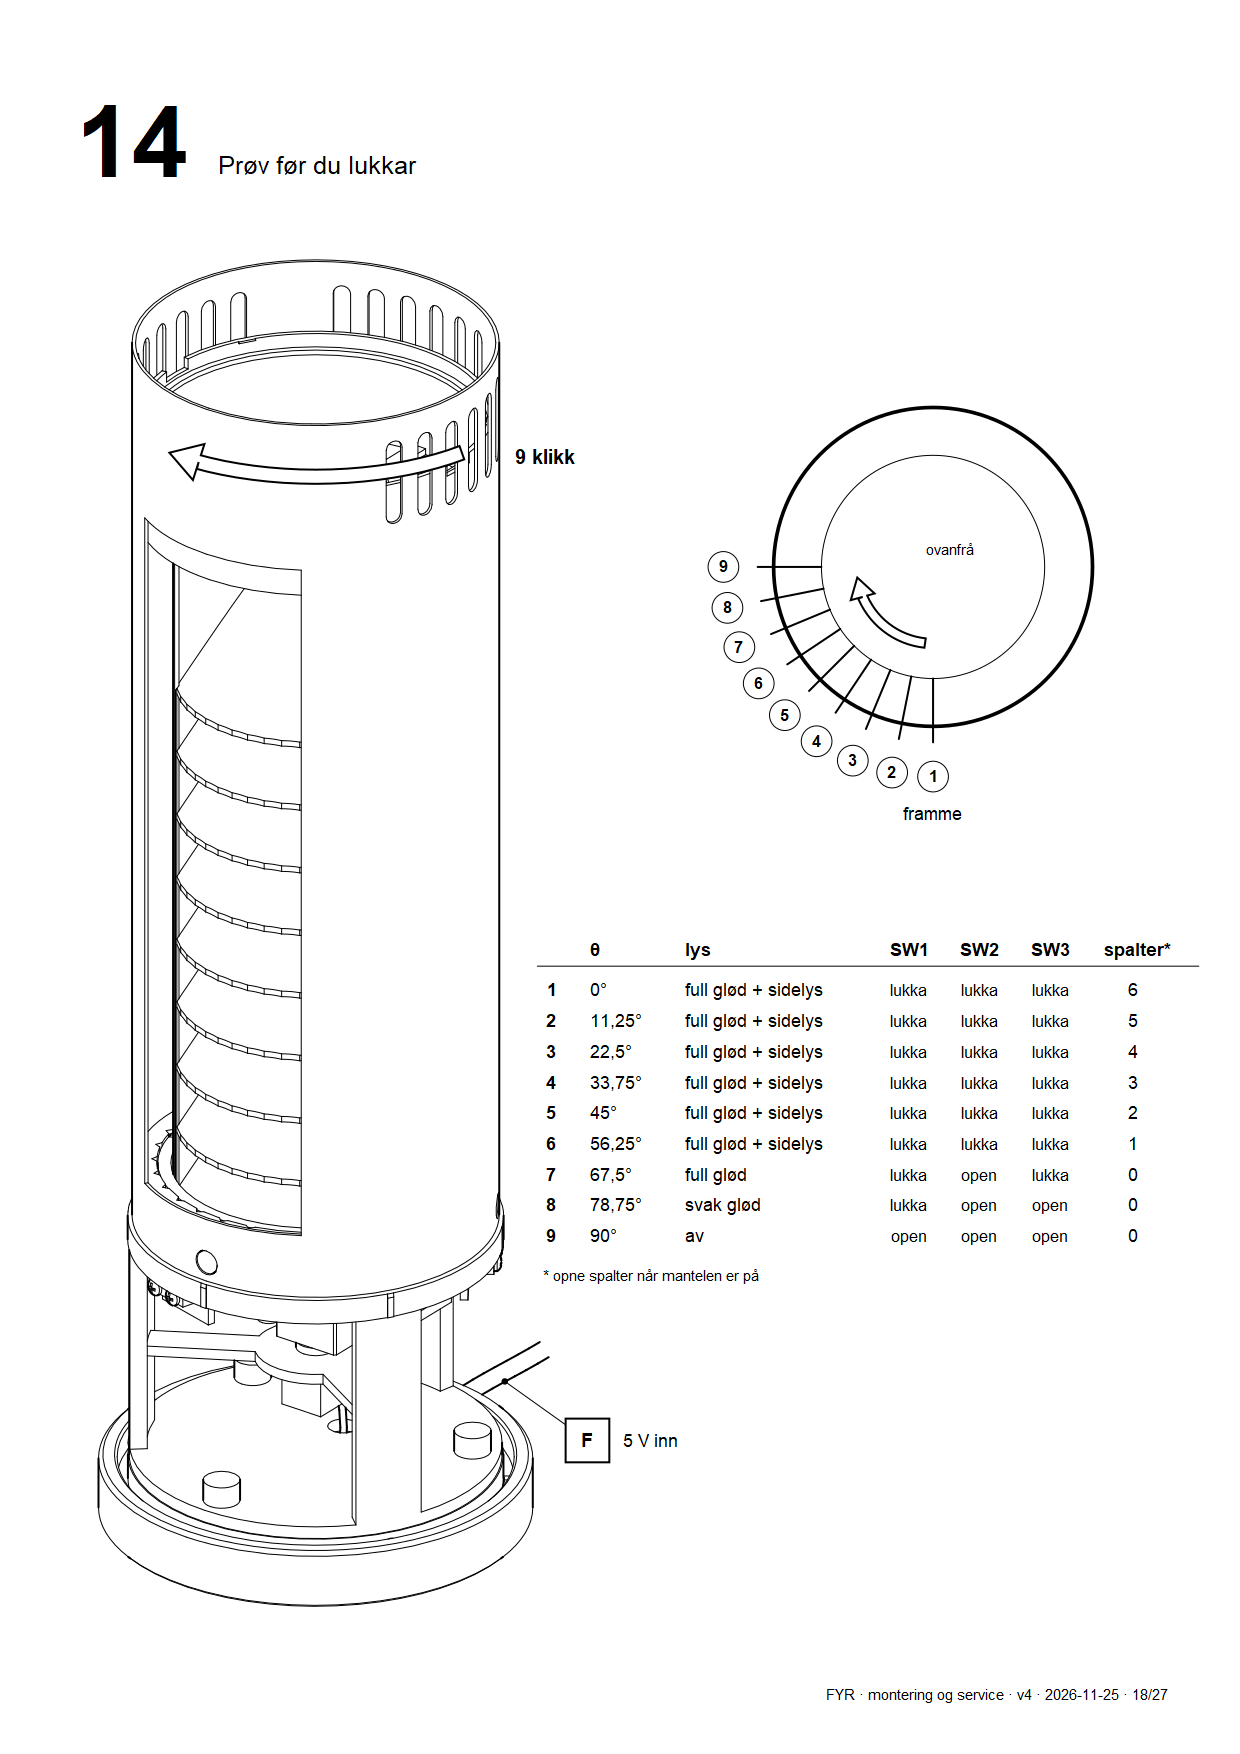 14 Prøv før du lukkar
9 klikk
ovanfrå
9
8
7
6
5
4
3
2
1
framme
θ lys SW1 SW2 SW3 spalter*
1 0° full glød + sidelys lukka lukka lukka 6
2 11,25° full glød + sidelys lukka lukka lukka 5
3 22,5° full glød + sidelys lukka lukka lukka 4
4 33,75° full glød + sidelys lukka lukka lukka 3
5 45° full glød + sidelys lukka lukka lukka 2
6 56,25° full glød + sidelys lukka lukka lukka 1
7 67,5° full glød lukka open lukka 0
8 78,75° svak glød lukka open open 0
9 90° av open open open 0
* opne spalter når mantelen er på
F 5 V inn
FYR · montering og service · v4 · 2026-11-25 · 18/27